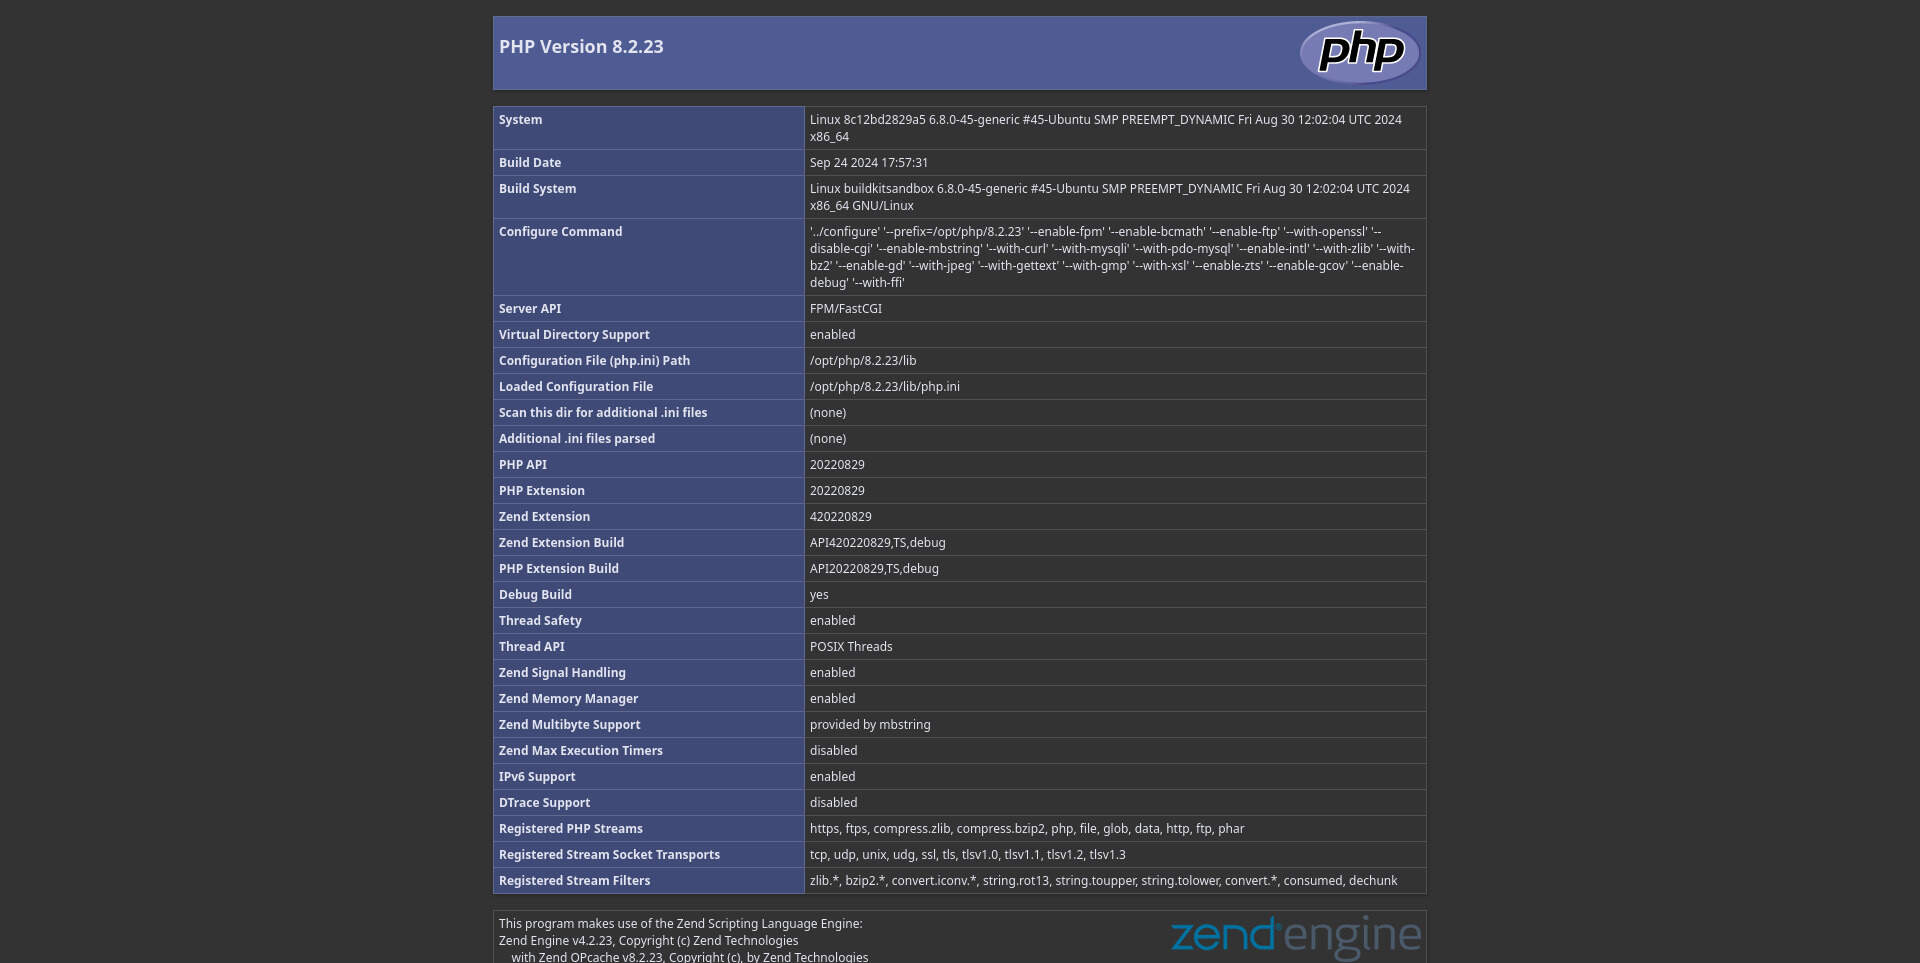 PHP Version 8.2.23
php
System
Linux 8c12bd2829a5 6.8.0-45-generic #45-Ubuntu SMP PREEMPT_DYNAMIC Fri Aug 30 12:02:04 UTC 2024
x86_64
Build Date
Sep 24 2024 17:57:31
Build System
Linux buildkitsandbox 6.8.0-45-generic #45-Ubuntu SMP PREEMPT_DYNAMIC Fri Aug 30 12:02:04 UTC 2024
x86_64 GNU/Linux
Configure Command
'../configure' '--prefix=/opt/php/8.2.23' '--enable-fpm' '--enable-bcmath' '--enable-ftp' '--with-openssl' '--
disable-cgi' '--enable-mbstring' '--with-curl' '--with-mysqli' '--with-pdo-mysql' '--enable-intl' '--with-zlib' '--with-
bz2' '--enable-gd' '--with-jpeg' '--with-gettext' '--with-gmp' '--with-xsl' '--enable-zts' '--enable-gcov' '--enable-
debug' '--with-ffi'
Server API
FPM/FastCGI
Virtual Directory Support
enabled
Configuration File (php.ini) Path
/opt/php/8.2.23/lib
Loaded Configuration File
/opt/php/8.2.23/lib/php.ini
Scan this dir for additional .ini files
(none)
Additional .ini files parsed
(none)
PHP API
20220829
PHP Extension
20220829
Zend Extension
420220829
Zend Extension Build
API420220829,TS,debug
PHP Extension Build
API20220829,TS,debug
Debug Build
yes
Thread Safety
enabled
Thread API
POSIX Threads
Zend Signal Handling
enabled
Zend Memory Manager
enabled
Zend Multibyte Support
provided by mbstring
Zend Max Execution Timers
disabled
IPv6 Support
enabled
DTrace Support
disabled
Registered PHP Streams
https, ftps, compress.zlib, compress.bzip2, php, file, glob, data, http, ftp, phar
Registered Stream Socket Transports
tcp, udp, unix, udg, ssl, tls, tlsv1.0, tlsv1.1, tlsv1.2, tlsv1.3
Registered Stream Filters
zlib.*, bzip2.*, convert.iconv.*, string.rot13, string.toupper, string.tolower, convert.*, consumed, dechunk
This program makes use of the Zend Scripting Language Engine:
Zend Engine v4.2.23, Copyright (c) Zend Technologies
with Zend OPcache v8.2.23, Copyright (c), by Zend Technologies
zend®engine